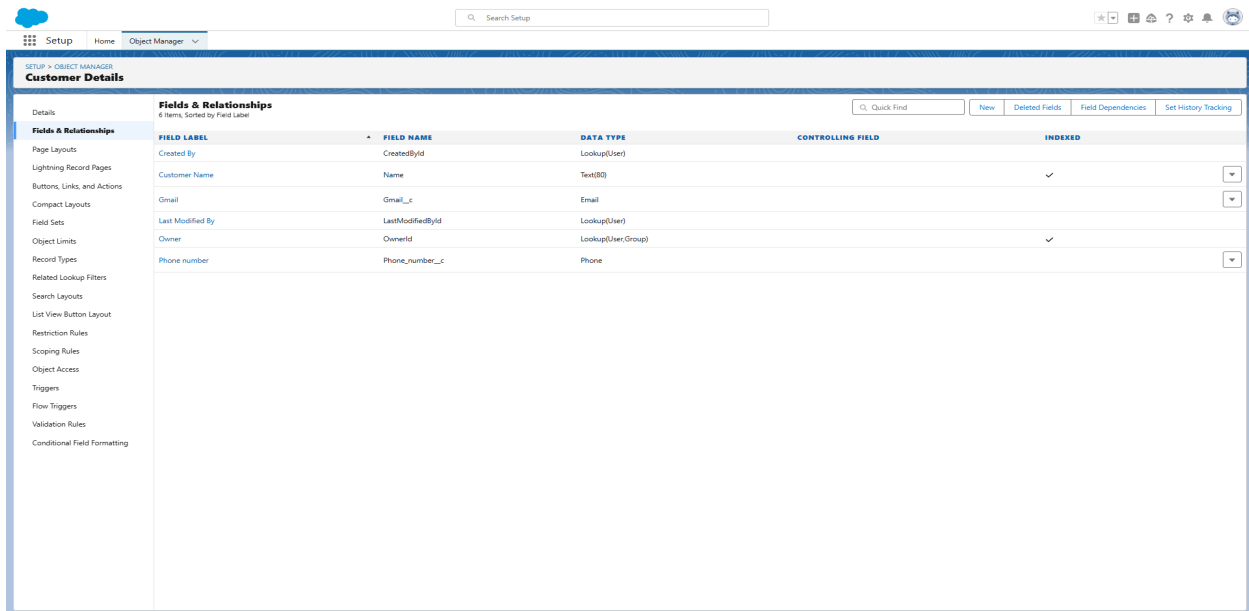 Search Setup
Setup Home Object Manager
SETUP > OBJECT MANAGER
Customer Details
Details
Fields & Relationships
Page Layouts
Lightning Record Pages
Buttons, Links, and Actions
Compact Layouts
Field Sets
Object Limits
Record Types
Related Lookup Filters
Search Layouts
List View Button Layout
Restriction Rules
Scoping Rules
Object Access
Triggers
Flow Triggers
Validation Rules
Conditional Field Formatting
Fields & Relationships
6 Items, Sorted by Field Label
Quick Find New Deleted Fields Field Dependencies Set History Tracking
FIELD LABEL FIELD NAME DATA TYPE CONTROLLING FIELD INDEXED
Created By CreatedById Lookup(User)
Customer Name Name Text(80)
Gmail Gmail__c Email
Last Modified By LastModifiedById Lookup(User)
Owner OwnerId Lookup(User,Group)
Phone number Phone_number__c Phone